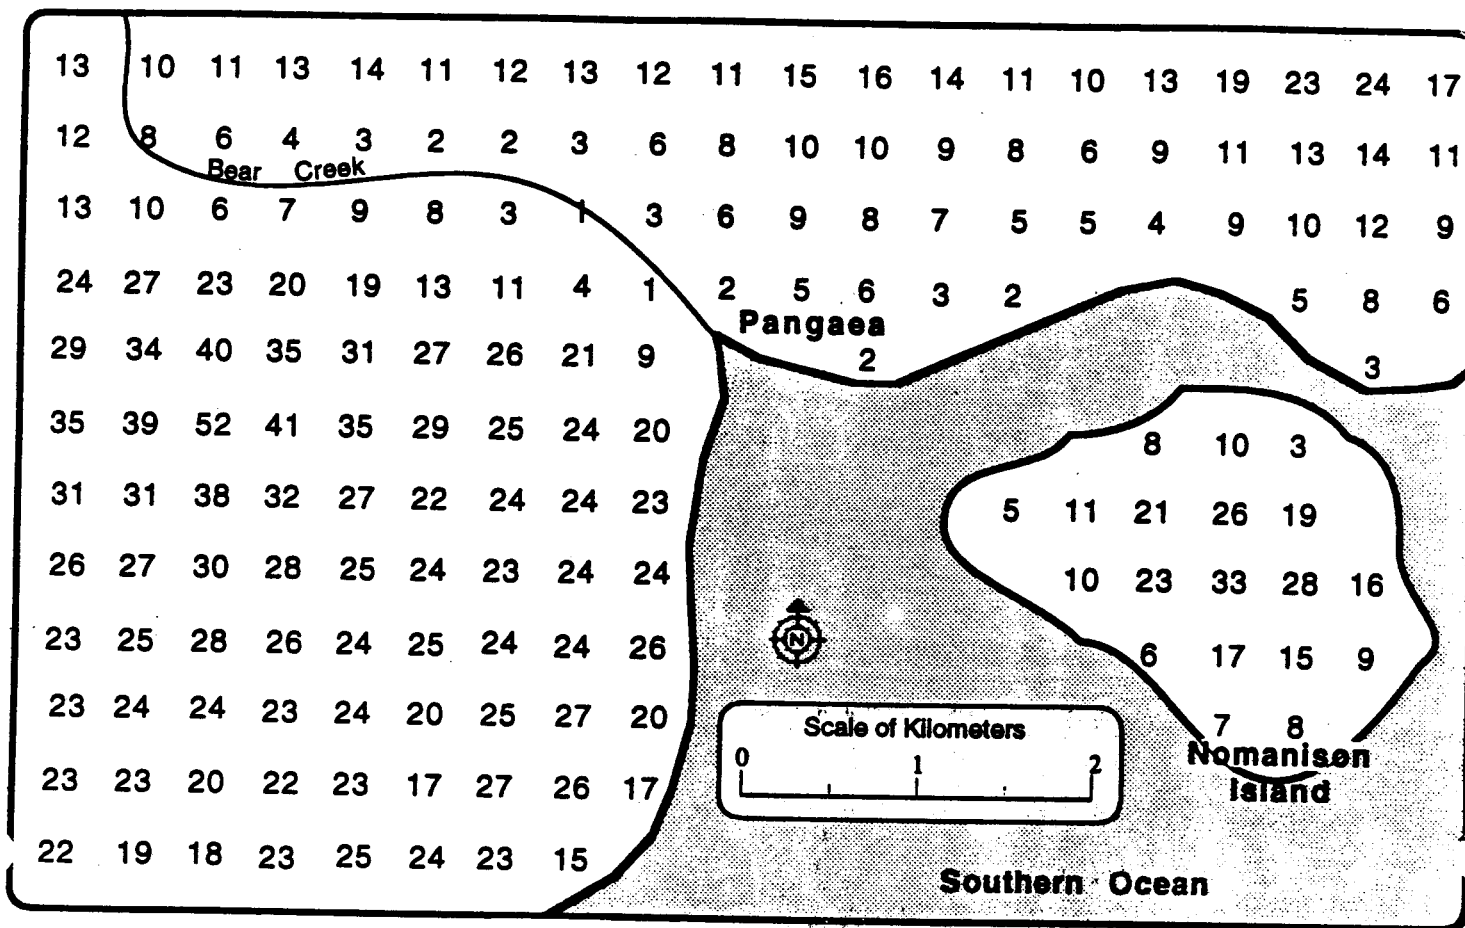 13 10 11 13 14 11 12 13 12 11 15 16 14 11 10 13 19 23 24 17
12 8 6 4 3 2 2 3 6 8 10 10 9 8 6 9 11 13 14 11
Bear Creek
13 10 6 7 9 8 3 1 3 6 9 8 7 5 5 4 9 10 12 9
24 27 23 20 19 13 11 4 1 2 5 6 3 2 5 8 6
Pangaea
29 34 40 35 31 27 26 21 9 2 3
35 39 52 41 35 29 25 24 20 8 10 3
31 31 38 32 27 22 24 24 23 5 11 21 26 19
26 27 30 28 25 24 23 24 24 10 23 33 28 16
N
23 25 28 26 24 25 24 24 26 6 17 15 9
23 24 24 23 24 20 25 27 20 7 8
Scale of Kilometers
Nomanisøn
Island
0 1 2
23 23 20 22 23 17 27 26 17
22 19 18 23 25 24 23 15
Southern Ocean